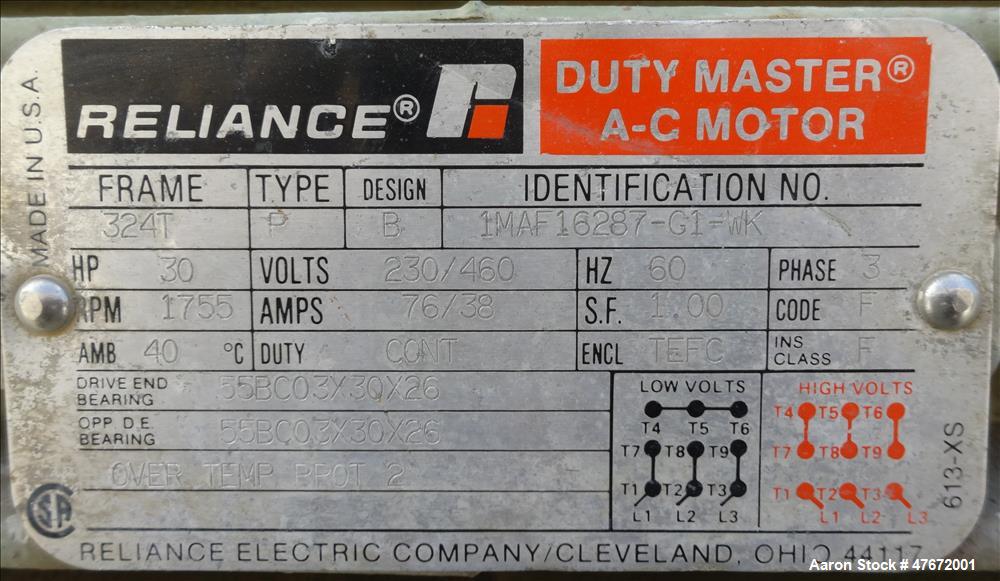 MADE IN U.S.A.
RELIANCE®
DUTY MASTER®
A-C MOTOR
FRAME TYPE DESIGN IDENTIFICATION NO.
324T P B 1MAF16287-G1-WK
HP 30 VOLTS 230/460 HZ 60 PHASE 3
RPM 1755 AMPS 76/38 S.F. 1.00 CODE F
AMB 40 °C DUTY CONT ENCL TEFC INS CLASS F
DRIVE END BEARING 55BC03X30X26
OPP D.E. BEARING 55BC03X30X26
OVER TEMP PROT 2 -
LOW VOLTS
T4 T5 T6
T7 T8 T9
T1 T2 T3
L1 L2 L3
HIGH VOLTS
T4 T5 T6
T7 T8 T9
T1 T2 T3
L1 L2 L3
613-XS
SA
RELIANCE ELECTRIC COMPANY/CLEVELAND, OHIO 44117
Aaron Stock # 47672001